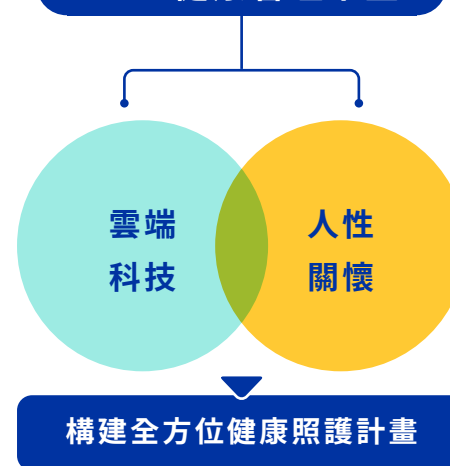 雲端
科技
人性
關懷
構建全方位健康照護計畫